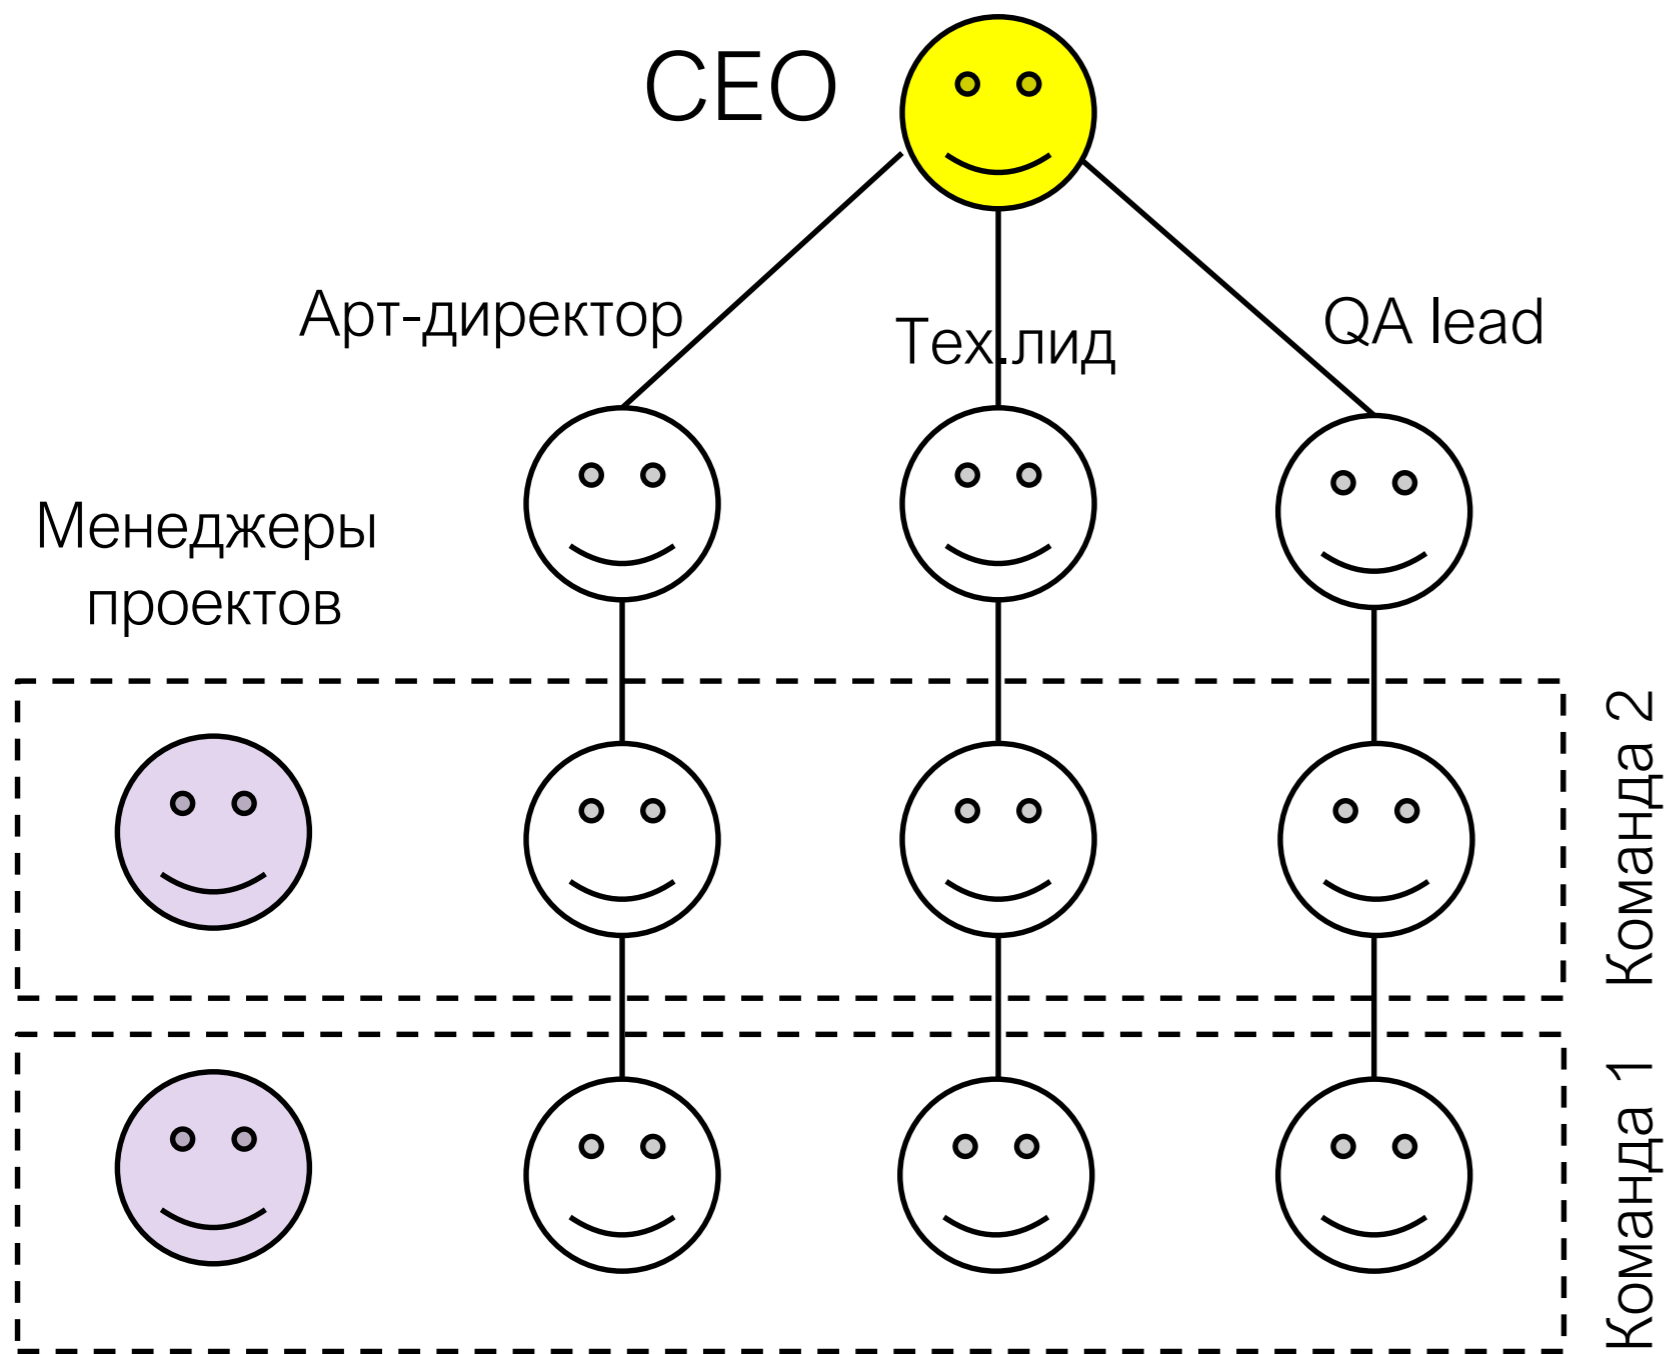 CEO
Арт-директор
Тех.лид
QA lead
Менеджеры
проектов
Команда 2
Команда 1